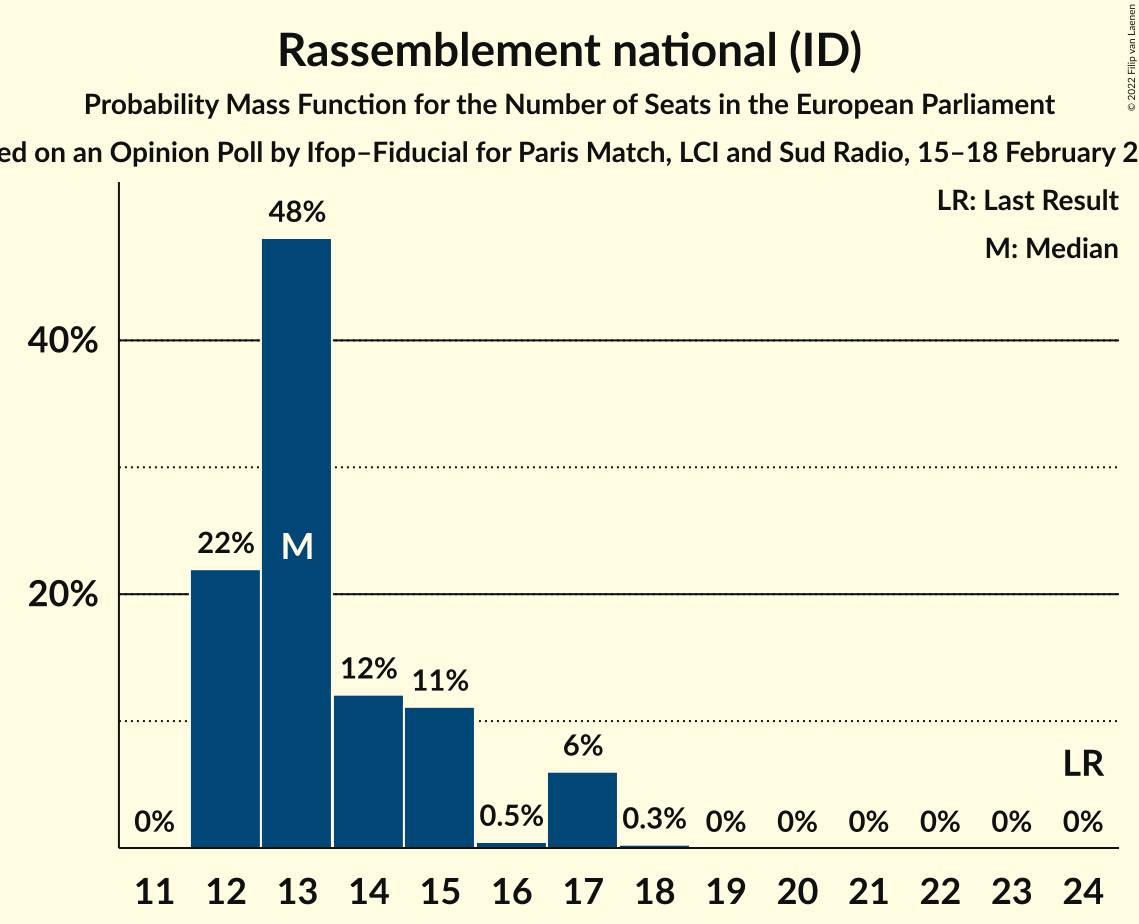 Rassemblement national (ID)
Probability Mass Function for the Number of Seats in the European Parliament
on an Opinion Poll by Ifop–Fiducial for Paris Match, LCI and Sud Radio, 15–18 February
© 2022 Filip van Laenen
LR: Last Result
M: Median
48%
40%
22%
M
20%
12%
11%
6%
LR
0%
0.5%
0.3%
0%
0%
0%
0%
0%
0%
11 12 13 14 15 16 17 18 19 20 21 22 23 24